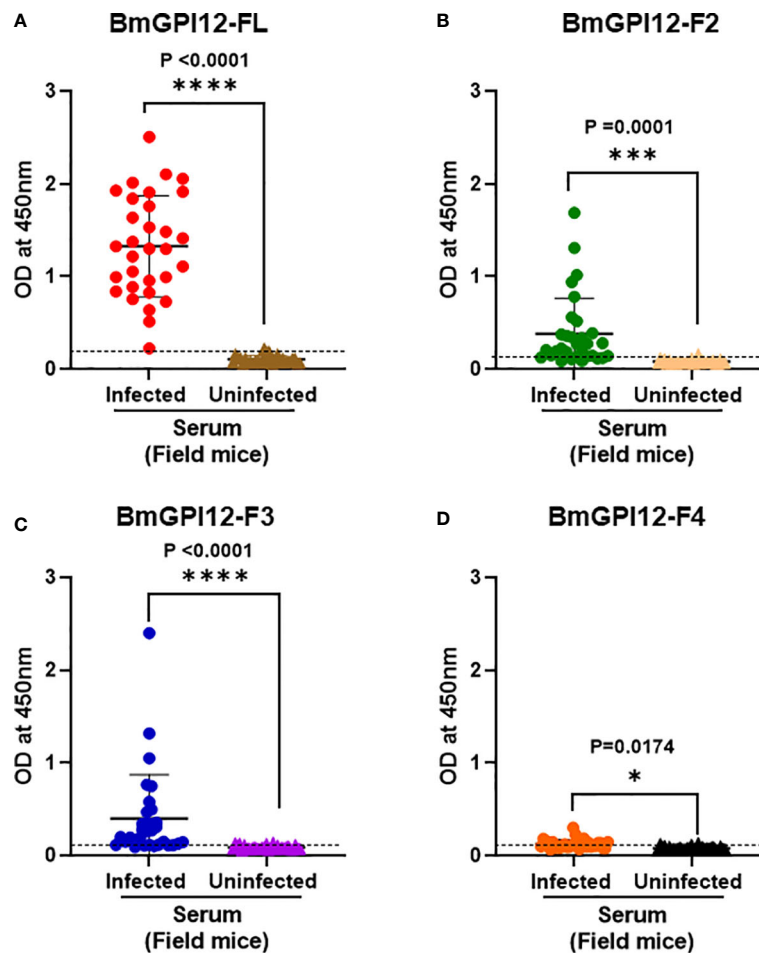 A
BmGPI12-FL
P <0.0001
****
3
2
1
0
OD at 450nm
Infected
Uninfected
Serum
(Field mice)
B
BmGPI12-F2
P =0.0001
***
3
2
1
0
OD at 450nm
Infected
Uninfected
Serum
(Field mice)
C
BmGPI12-F3
P <0.0001
****
3
2
1
0
OD at 450nm
Infected
Uninfected
Serum
(Field mice)
D
BmGPI12-F4
P=0.0174
*
3
2
1
0
OD at 450nm
Infected
Uninfected
Serum
(Field mice)